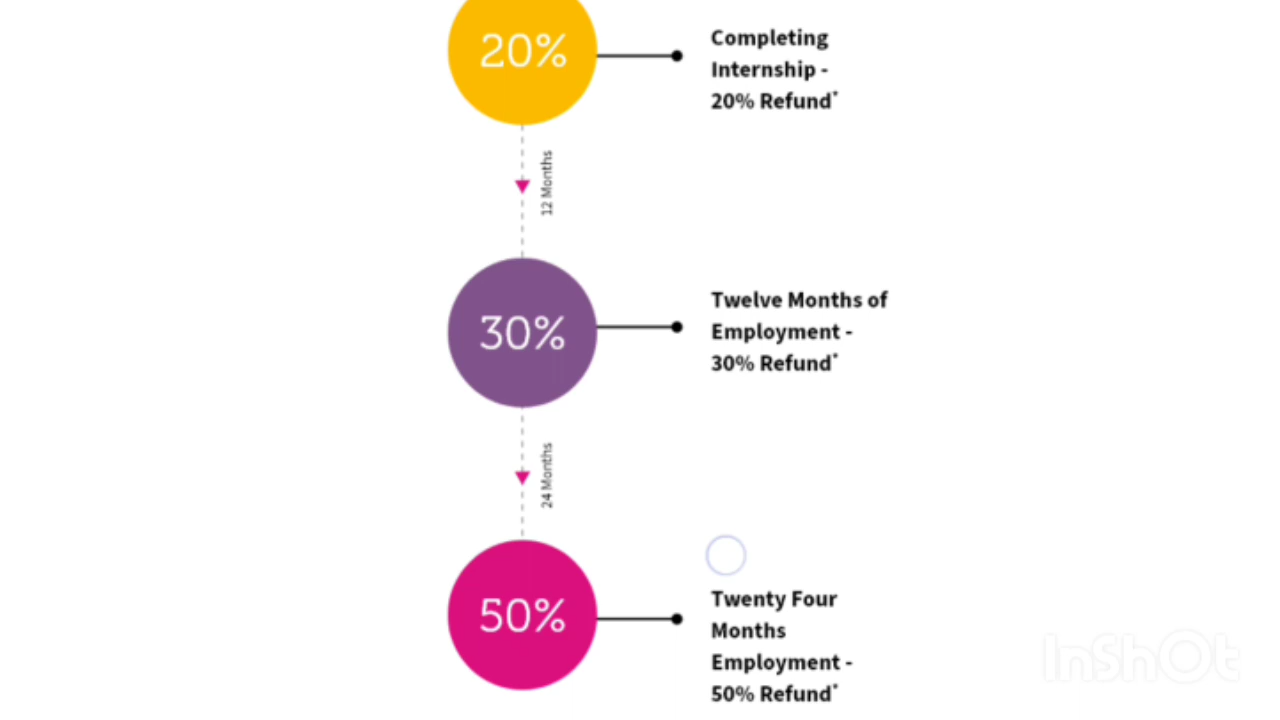 20%
Completing
Internship -
20% Refund*
12 Months
30%
Twelve Months of
Employment -
30% Refund*
24 Months
50%
Twenty Four
Months
Employment -
50% Refund*
InShOt